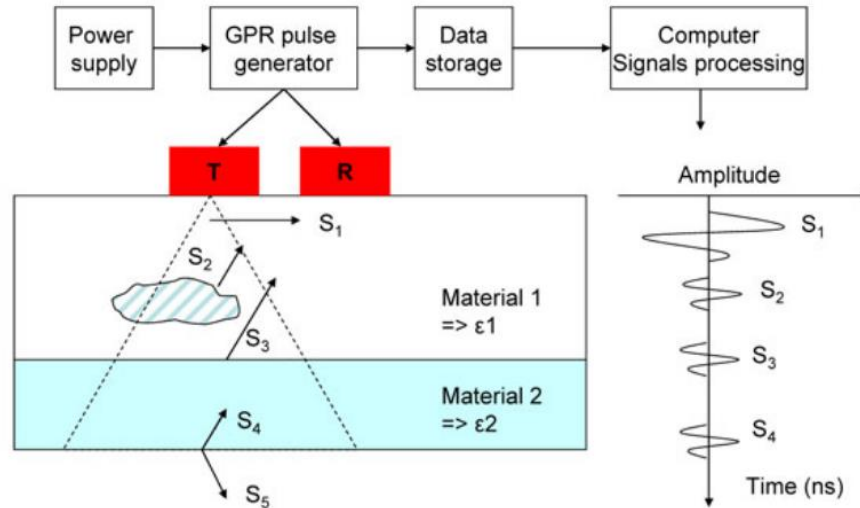 Power
supply
GPR pulse
generator
Data
storage
Computer
Signals processing
T
R
Amplitude
S1
S1
S2
S2
Material 1
=> ε1
S3
S3
Material 2
=> ε2
S4
S4
S5
Time (ns)